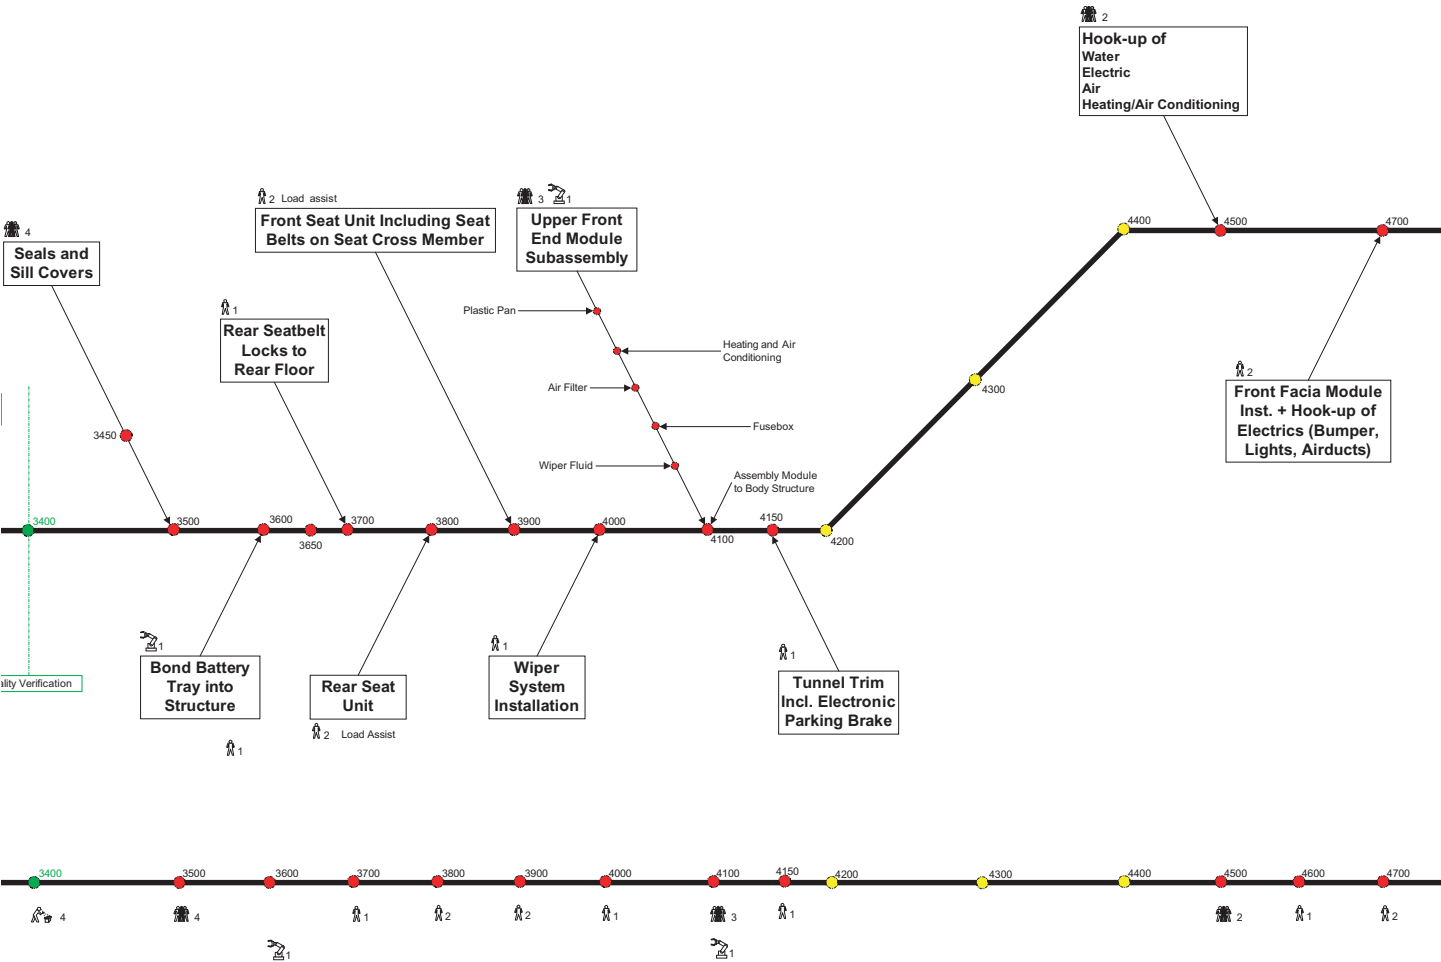 2
Hook-up of
Water
Electric
Air
Heating/Air Conditioning
2 Load assist
Front Seat Unit Including Seat
Belts on Seat Cross Member
3
1
Upper Front
End Module
Subassembly
4
Seals and
Sill Covers
1
Rear Seatbelt
Locks to
Rear Floor
Plastic Pan
Heating and Air
Conditioning
Air Filter
Fusebox
Wiper Fluid
Assembly Module
to Body Structure
4400
4500
4700
4300
2
Front Facia Module
Inst. + Hook-up of
Electrics (Bumper,
Lights, Airducts)
3450
3400
3500
3600
3650
3700
3800
3900
4000
4100
4150
4200
ality Verification
1
Bond Battery
Tray into
Structure
1
Rear Seat
Unit
2 Load Assist
1
Wiper
System
Installation
1
Tunnel Trim
Incl. Electronic
Parking Brake
3400
3500
3600
3700
3800
3900
4000
4100
4150
4200
4300
4400
4500
4600
4700
4
4
1
2
2
1
3
1
2
1
2
1
1